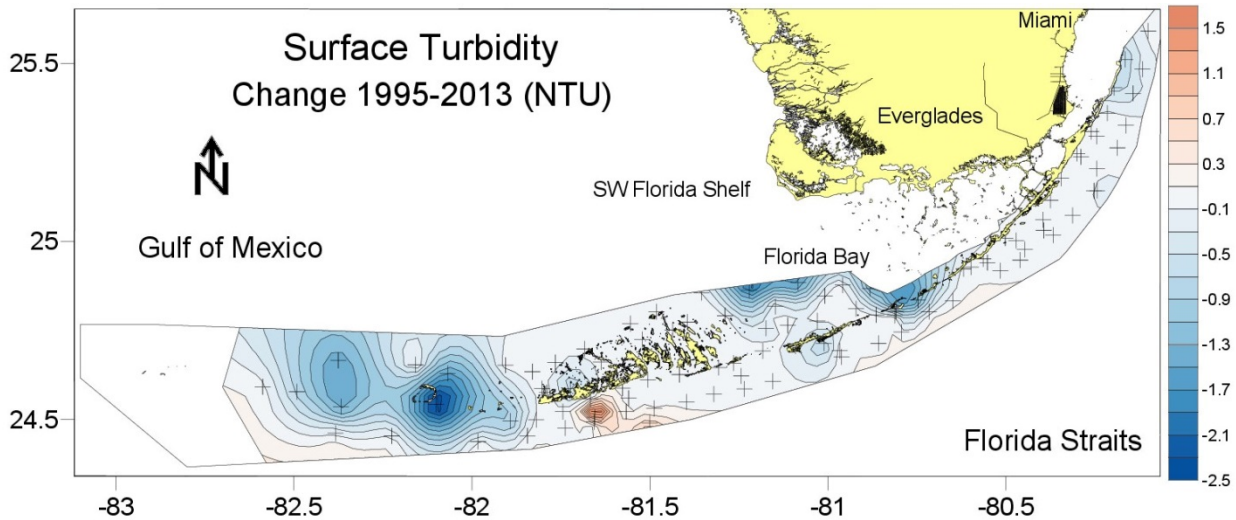 Surface Turbidity
Change 1995-2013 (NTU)
N
Gulf of Mexico
Miami
Everglades
SW Florida Shelf
Florida Bay
Florida Straits
25.5
25
24.5
-83
-82.5
-82
-81.5
-81
-80.5
1.5
1.1
0.7
0.3
-0.1
-0.5
-0.9
-1.3
-1.7
-2.1
-2.5